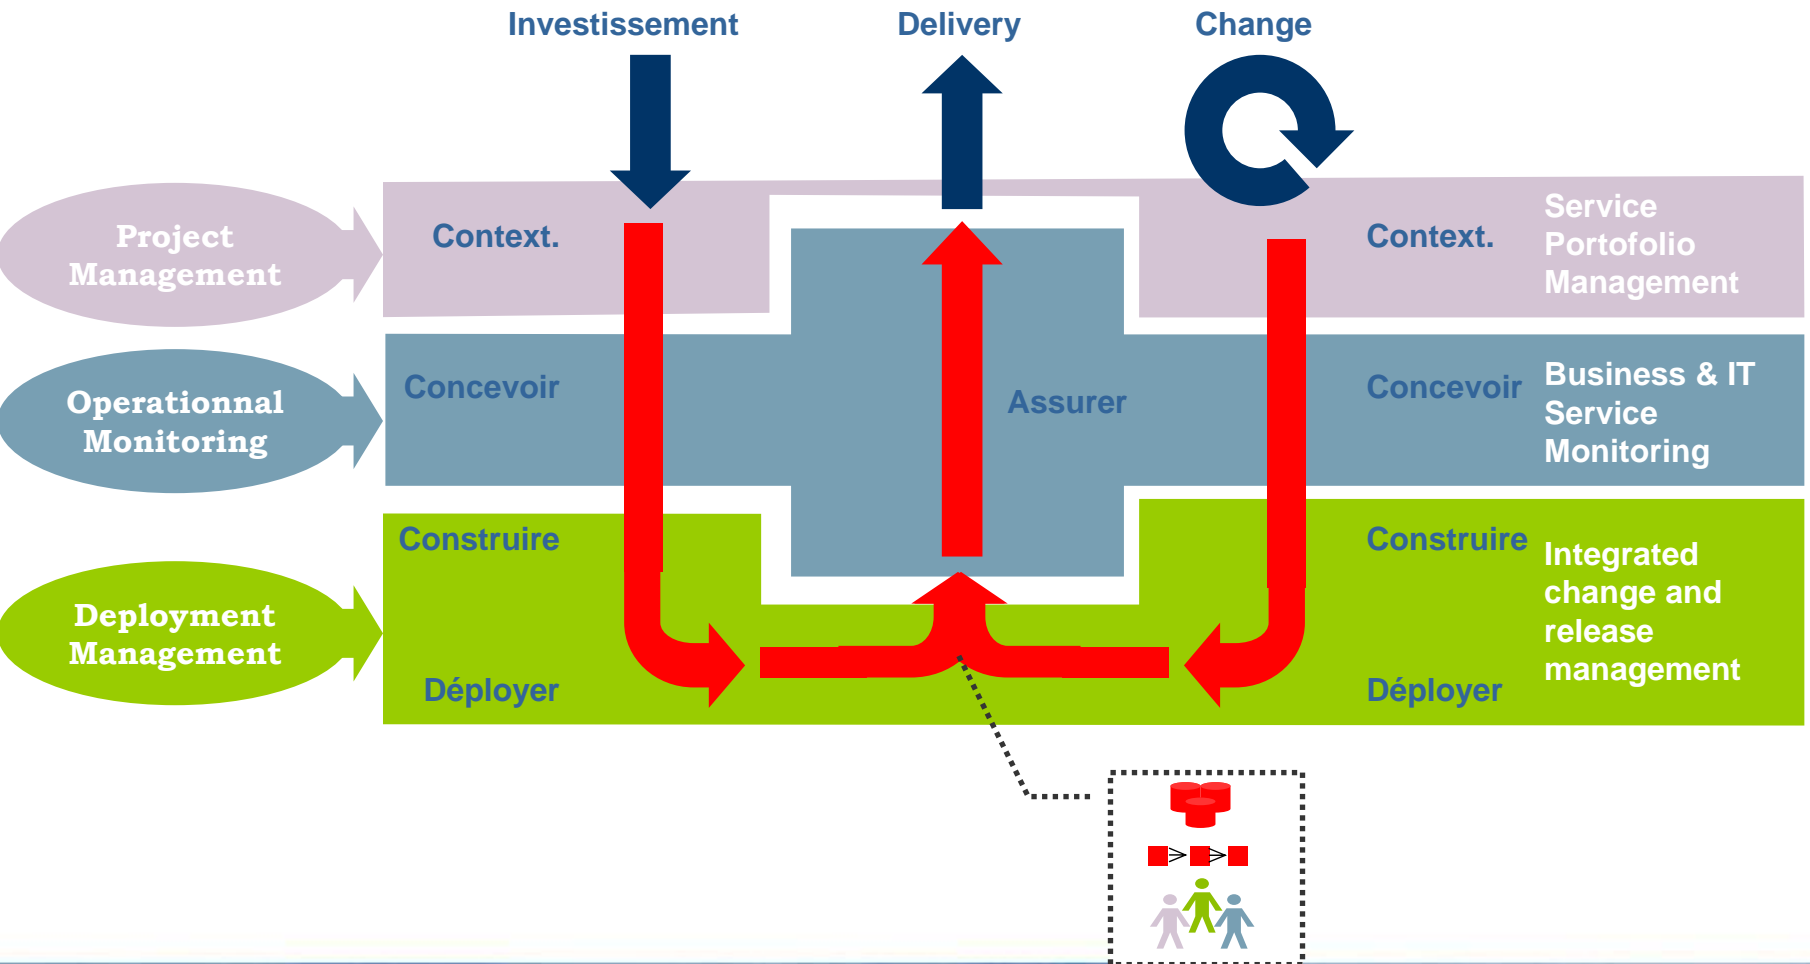 Investissement
Delivery
Change
Project
Management
Context.
Context.
Service
Portofolio
Management
Operationnal
Monitoring
Concevoir
Assurer
Concevoir
Business & IT
Service
Monitoring
Construire
Construire
Deployment
Management
Integrated
change and
release
management
Déployer
Déployer